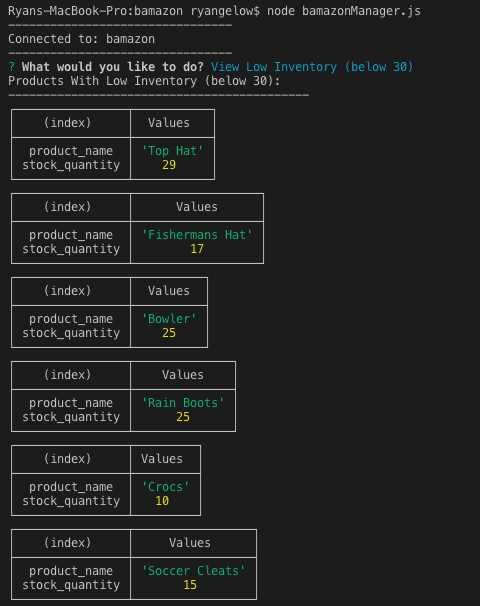 Ryans-MacBook-Pro:bamazon ryangelow$ node bamazonManager.js
--------------------------------
Connected to: bamazon
--------------------------------
? What would you like to do? View Low Inventory (below 30)
Products With Low Inventory (below 30):
-------------------------------------------
(index) Values
product_name 'Top Hat'
stock_quantity 29
(index) Values
product_name 'Fishermans Hat'
stock_quantity 17
(index) Values
product_name 'Bowler'
stock_quantity 25
(index) Values
product_name 'Rain Boots'
stock_quantity 25
(index) Values
product_name 'Crocs'
stock_quantity 10
(index) Values
product_name 'Soccer Cleats'
stock_quantity 15